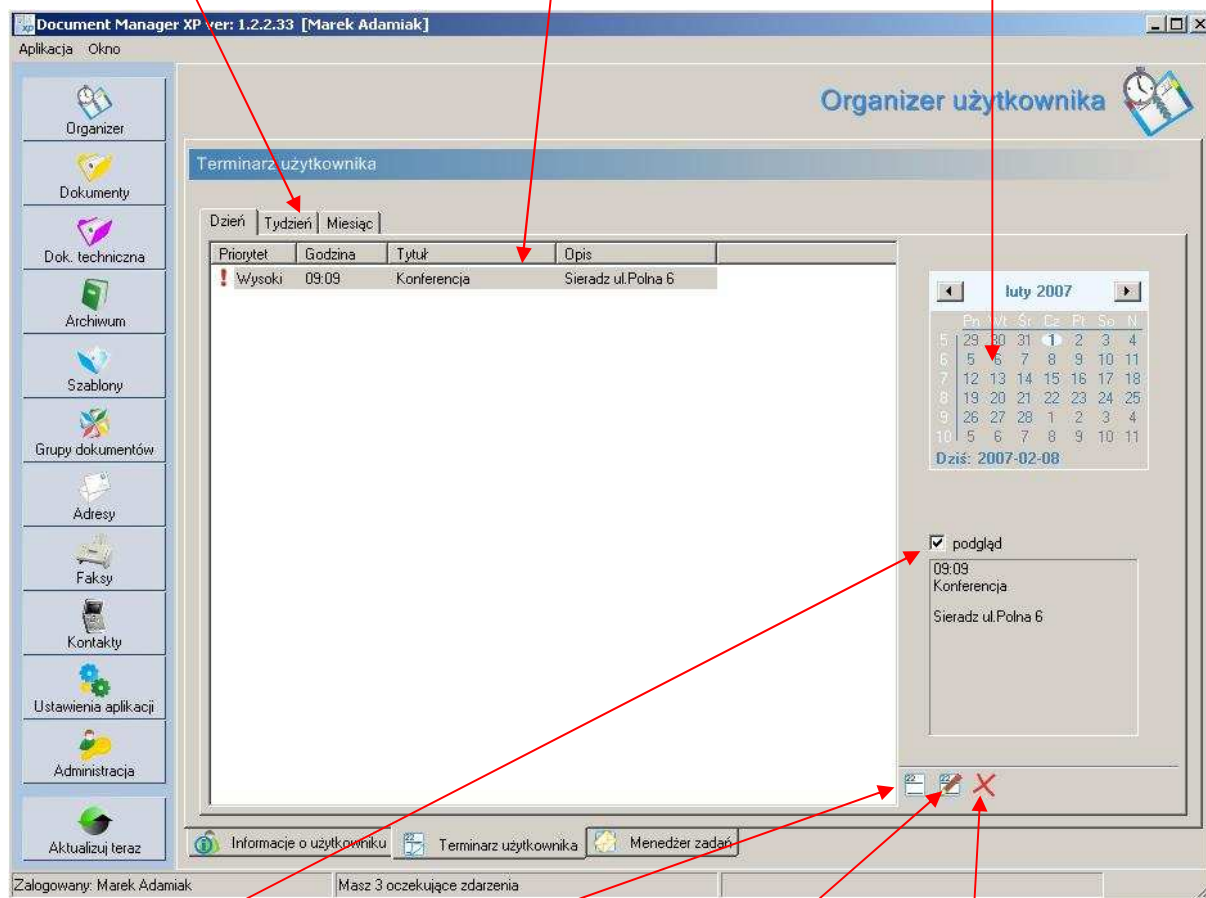 Document Manager XP ver: 1.2.2.33 [Marek Adamiak]
Aplikacja Okno
Organizer
Dokumenty
Dok. techniczna
Archiwum
Szablony
Grupy dokumentów
Adresy
Faksy
Kontakty
Ustawienia aplikacji
Administracja
Aktualizuj teraz
Organizer użytkownika
Terminarz użytkownika
Dzień Tydzień Miesiąc
Priorytet Godzina Tytuł Opis
Wysoki 09:09 Konferencja Sieradz ul.Polna 6
luty 2007
Pn Wt Śr Cz Pt So N
5 29 30 31 1 2 3 4
6 5 6 7 8 9 10 11
7 12 13 14 15 16 17 18
8 19 20 21 22 23 24 25
9 26 27 28 1 2 3 4
10 5 6 7 8 9 10 11
Dziś: 2007-02-08
podgląd
09:09
Konferencja
Sieradz ul.Polna 6
Informacje o użytkowniku Terminarz użytkownika Menedżer zadań
Zalogowany: Marek Adamiak Masz 3 oczekujące zdarzenia